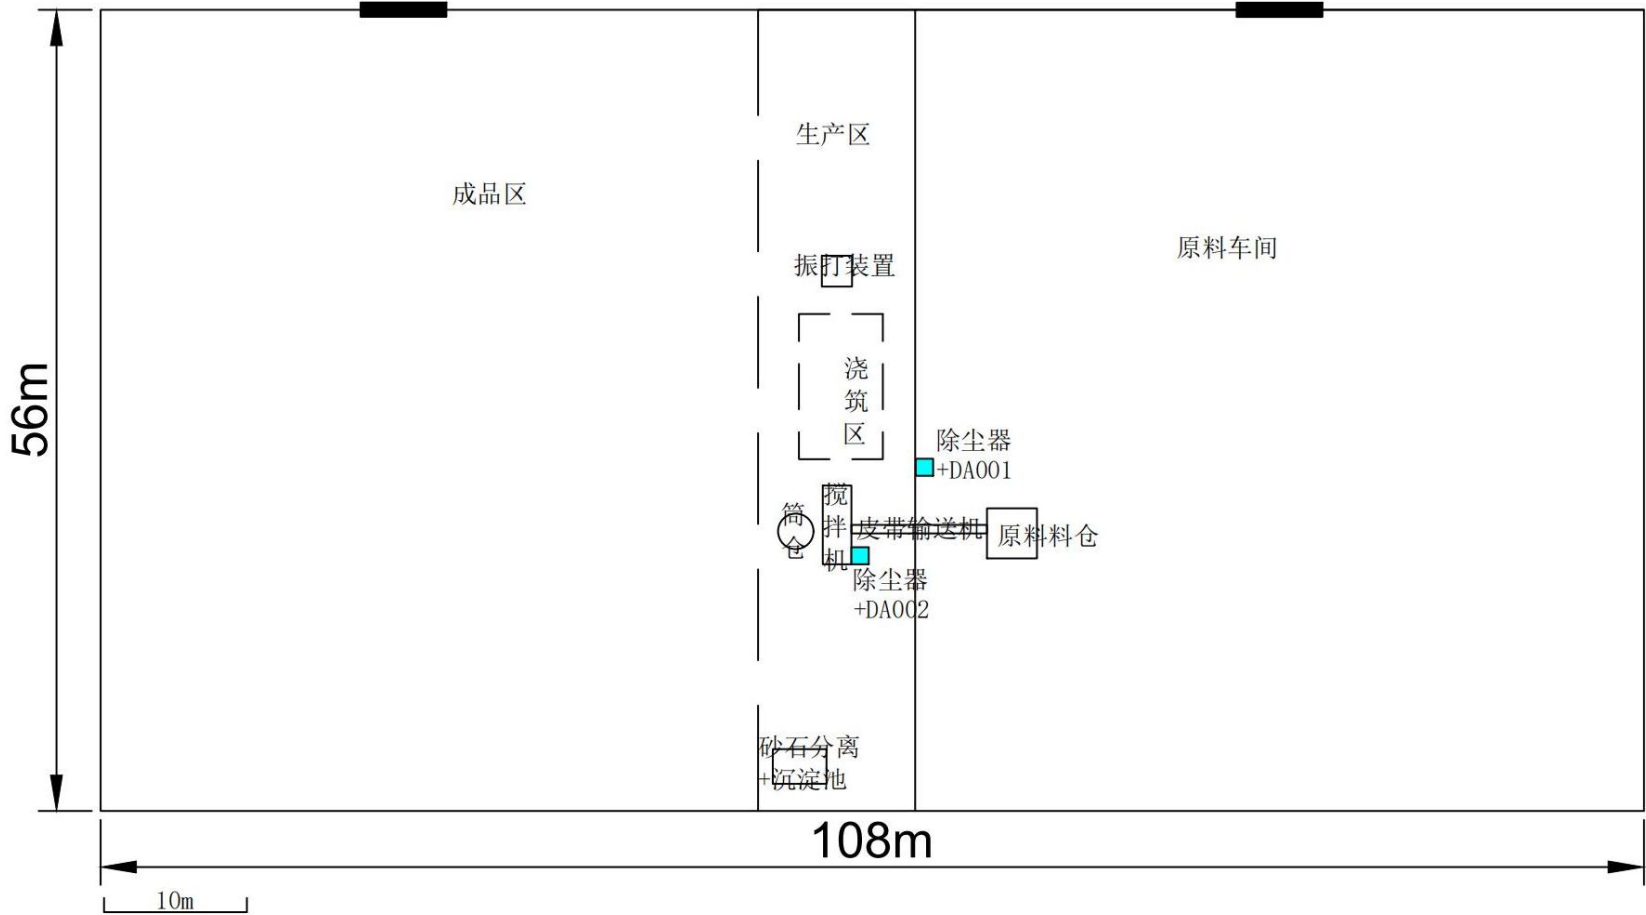 生产区
成品区
原料车间
振打装置
浇筑区
56m
除尘器
+DA001
搅拌机
筒仓
皮带输送机
原料料仓
除尘器
+DA002
砂石分离
+沉淀池
108m
10m